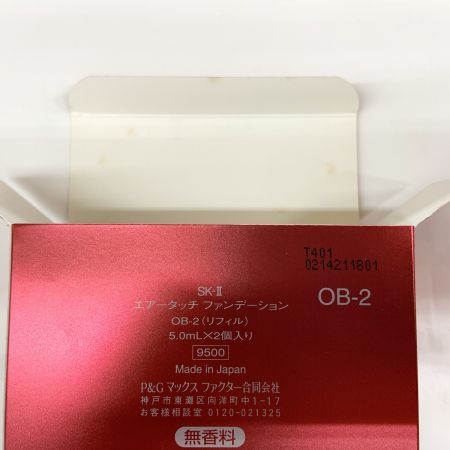 T401
0214211801
SK-II
エアータッチ ファンデーション
OB-2
OB-2(リフィル)
5.0mL×2個入り
9500
Made in Japan
P&G マックス ファクター合同会社
神戸市東灘区向洋町中1-17
お客様相談室 0120-021325
無香料